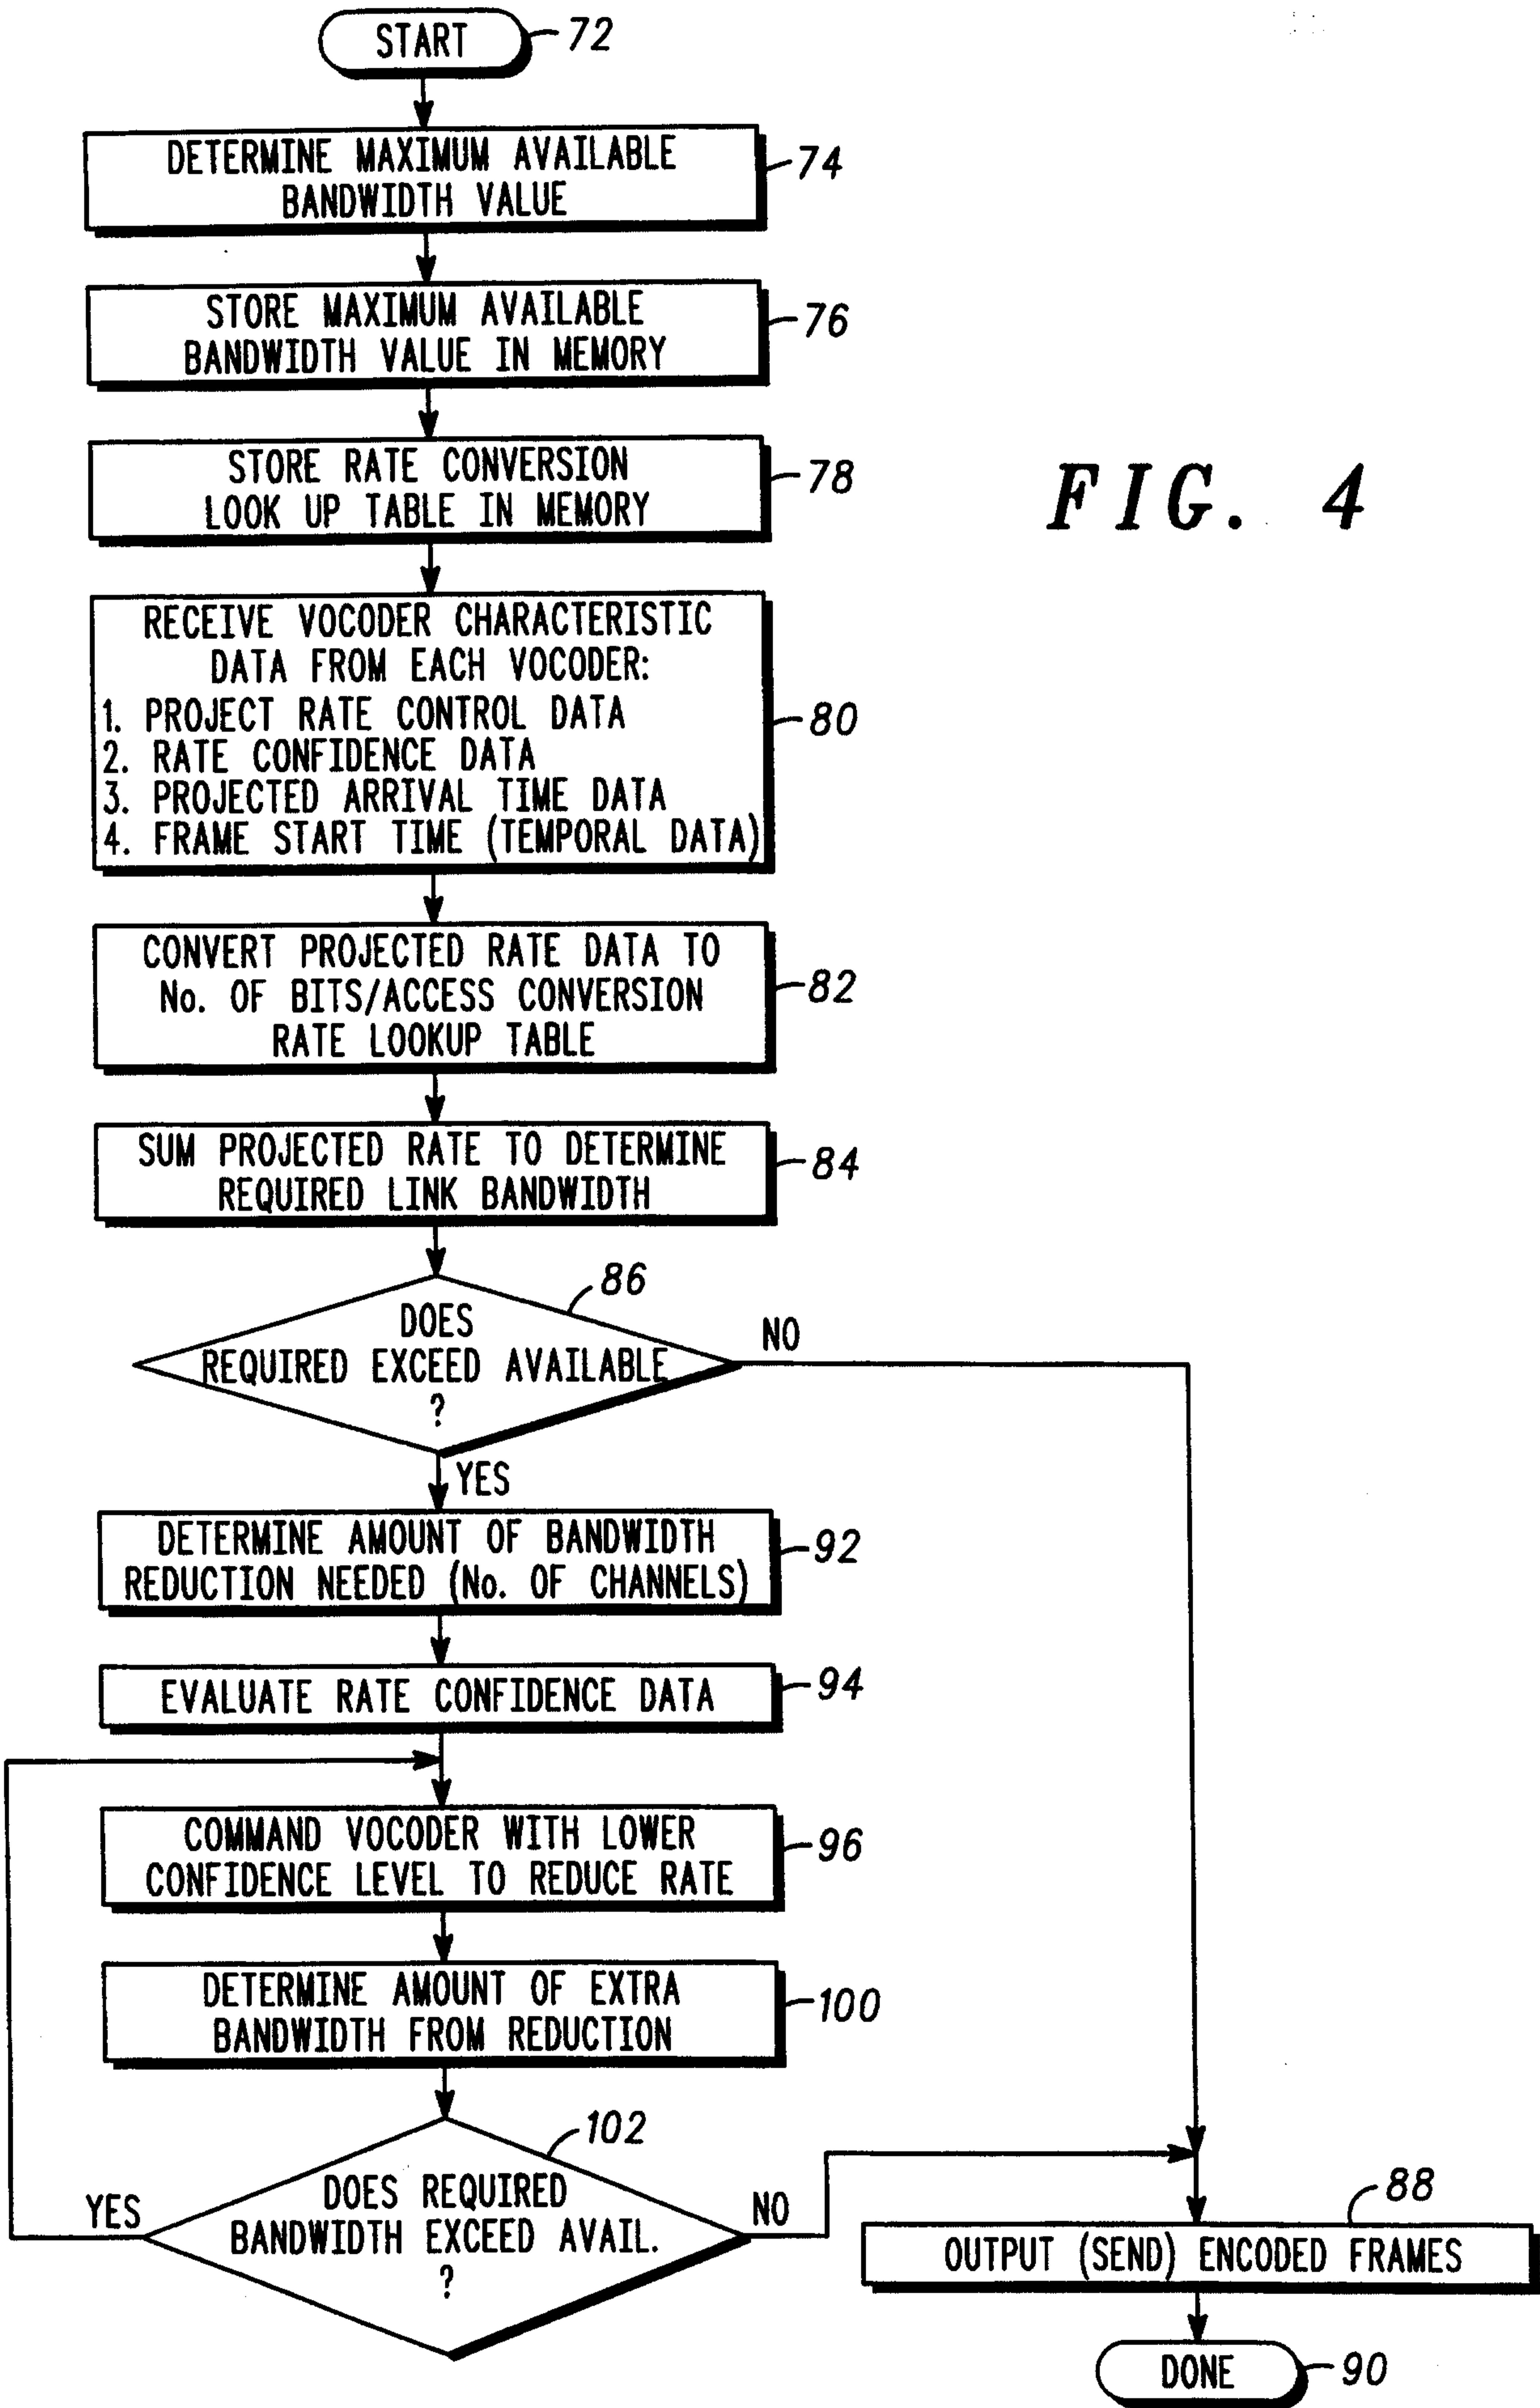 START
72
DETERMINE MAXIMUM AVAILABLE
BANDWIDTH VALUE
74
STORE MAXIMUM AVAILABLE
BANDWIDTH VALUE IN MEMORY
76
STORE RATE CONVERSION
LOOK UP TABLE IN MEMORY
78
FIG. 4
RECEIVE VOCODER CHARACTERISTIC
DATA FROM EACH VOCODER:
1. PROJECT RATE CONTROL DATA
2. RATE CONFIDENCE DATA
3. PROJECTED ARRIVAL TIME DATA
4. FRAME START TIME (TEMPORAL DATA)
80
CONVERT PROJECTED RATE DATA TO
No. OF BITS/ACCESS CONVERSION
RATE LOOKUP TABLE
82
SUM PROJECTED RATE TO DETERMINE
REQUIRED LINK BANDWIDTH
84
86
DOES
REQUIRED EXCEED AVAILABLE
?
NO
YES
DETERMINE AMOUNT OF BANDWIDTH
REDUCTION NEEDED (No. OF CHANNELS)
92
EVALUATE RATE CONFIDENCE DATA
94
COMMAND VOCODER WITH LOWER
CONFIDENCE LEVEL TO REDUCE RATE
96
DETERMINE AMOUNT OF EXTRA
BANDWIDTH FROM REDUCTION
100
102
DOES REQUIRED
BANDWIDTH EXCEED AVAIL.
?
YES
NO
88
OUTPUT (SEND) ENCODED FRAMES
DONE
90